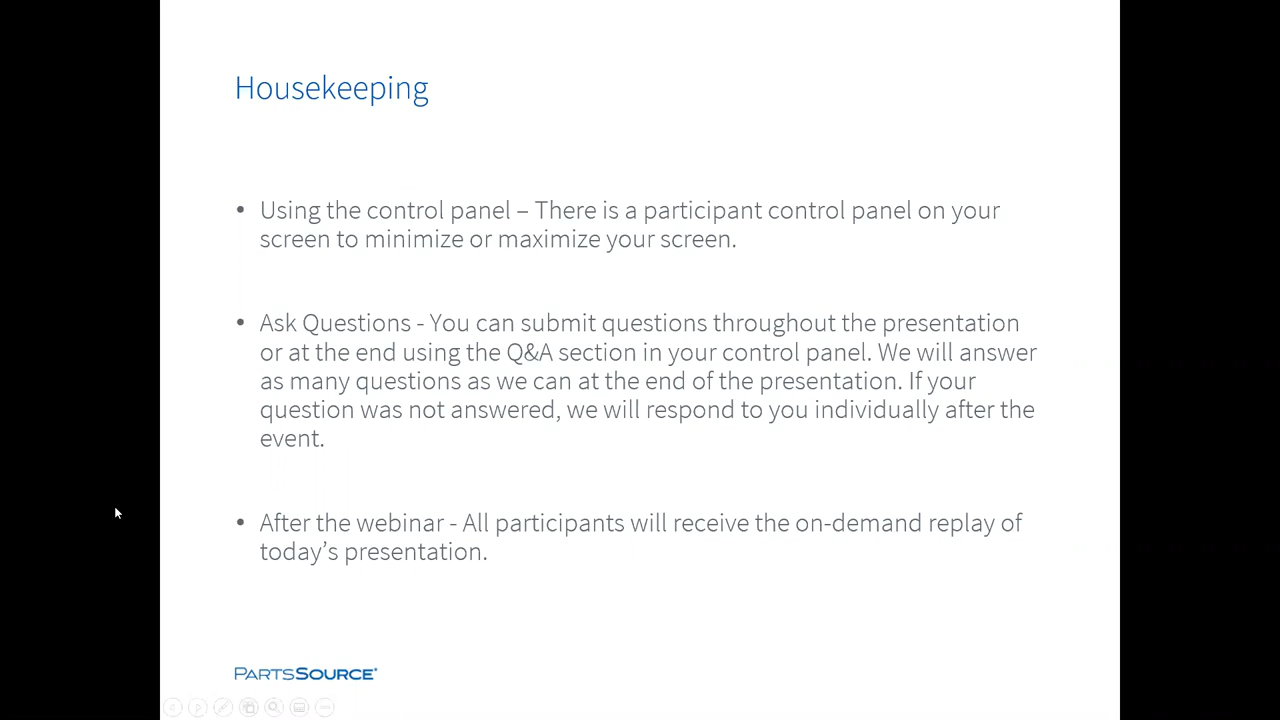 Housekeeping
• Using the control panel – There is a participant control panel on your
screen to minimize or maximize your screen.
• Ask Questions - You can submit questions throughout the presentation
or at the end using the Q&A section in your control panel. We will answer
as many questions as we can at the end of the presentation. If your
question was not answered, we will respond to you individually after the
event.
• After the webinar - All participants will receive the on-demand replay of
today’s presentation.
PARTSSOURCE